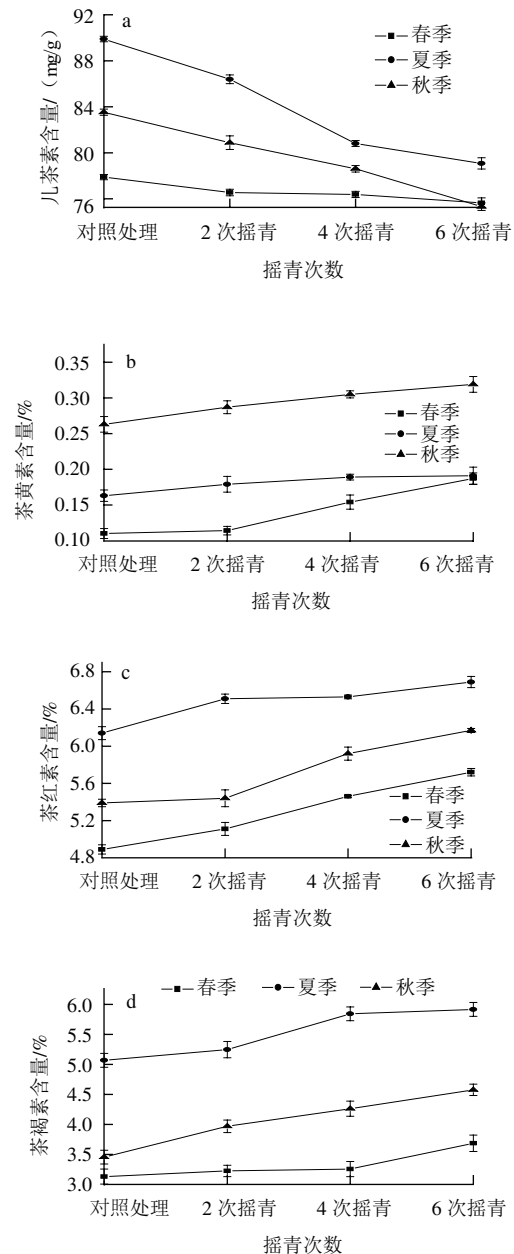 a
92
88
84
80
76
儿茶素含量/（mg/g）
春季
夏季
秋季
对照处理 2 次摇青 4 次摇青 6 次摇青
摇青次数
b
0.35
0.30
0.25
0.20
0.15
0.10
茶黄素含量/%
春季
夏季
秋季
对照处理 2 次摇青 4 次摇青 6 次摇青
摇青次数
c
6.8
6.4
6.0
5.6
5.2
4.8
茶红素含量/%
春季
夏季
秋季
对照处理 2 次摇青 4 次摇青 6 次摇青
摇青次数
春季 夏季 秋季
d
6.0
5.5
5.0
4.5
4.0
3.5
3.0
茶褐素含量/%
对照处理 2 次摇青 4 次摇青 6 次摇青
摇青次数